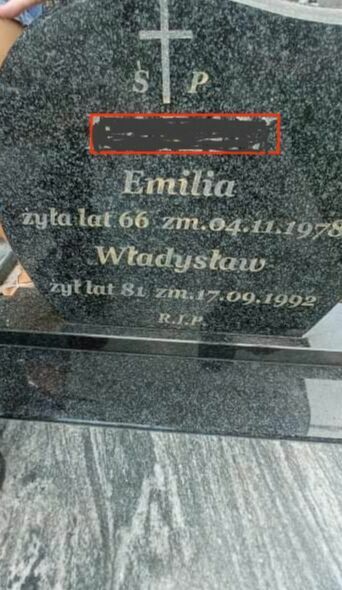 Ś P
Emilia
żyła lat 66 zm.04.11.1978
Władysław
żył lat 81 zm.17.09.1992
R.I.P.